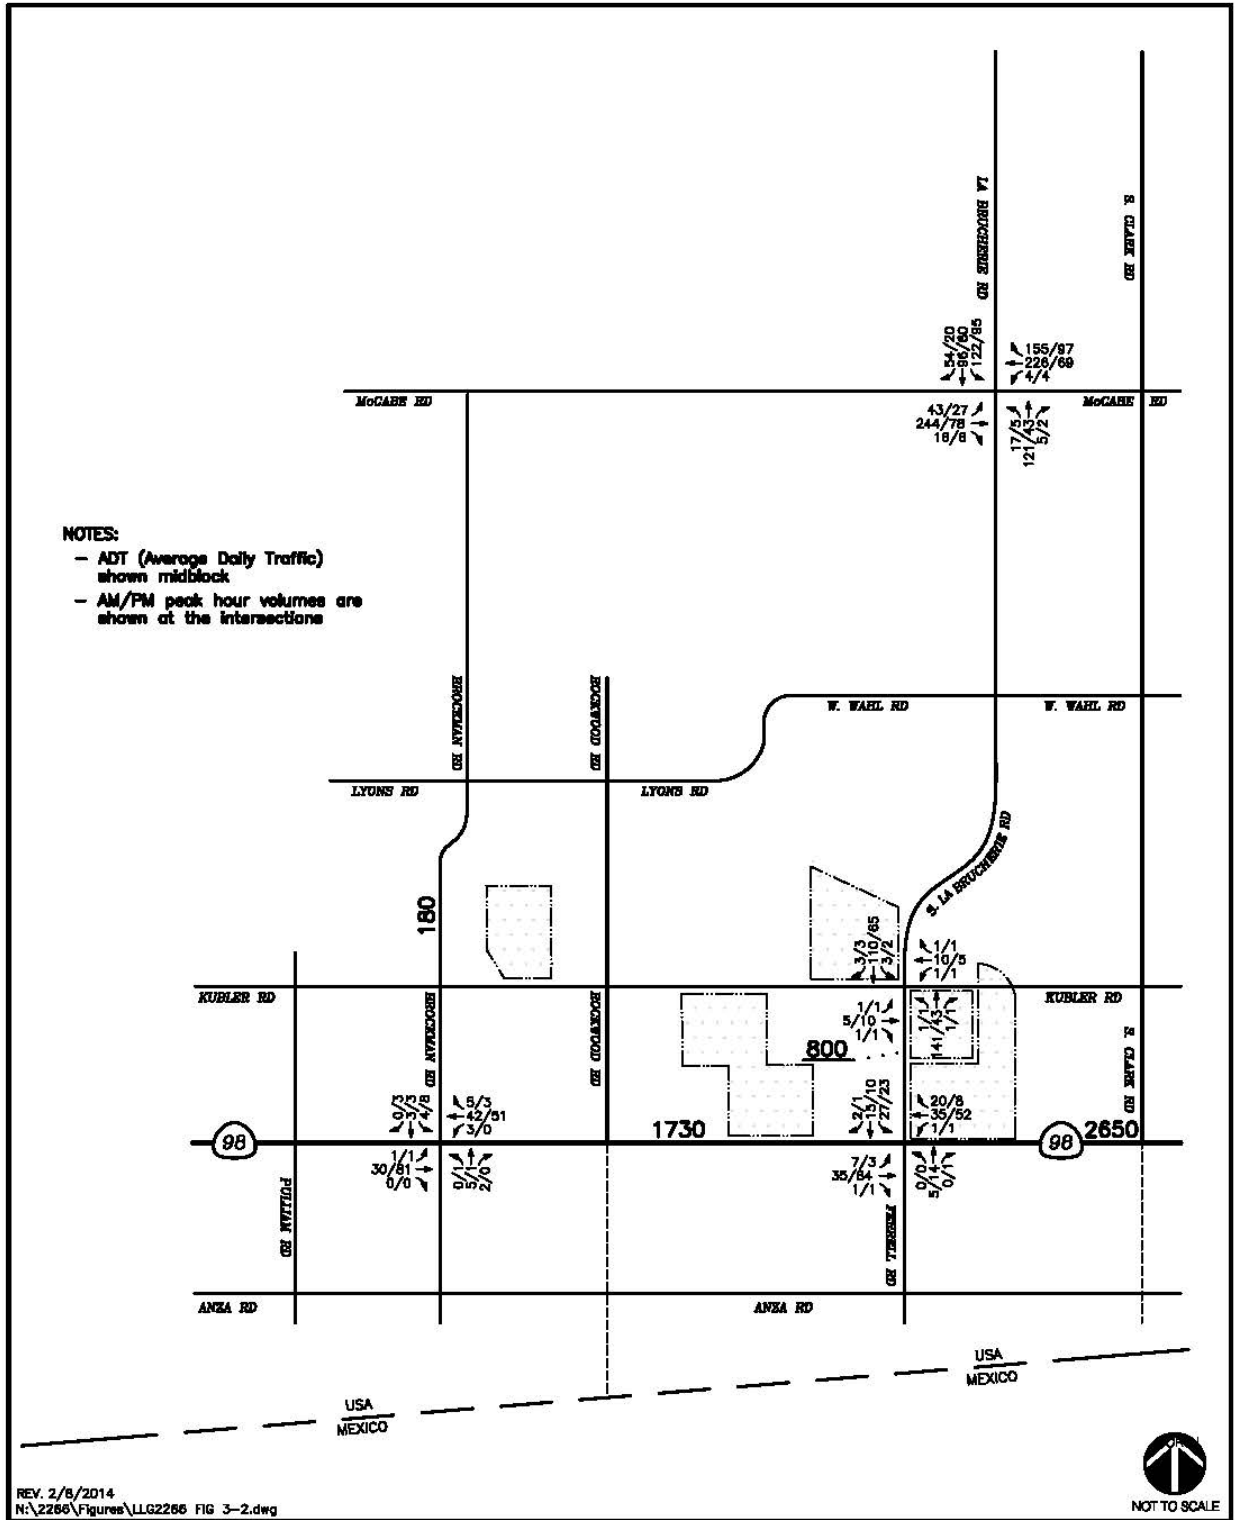 LA BRUCHERIE RD
S. CLARK RD
54/20
96/60
122/95
155/97
226/69
4/4
McCABE RD
McCABE RD
43/27
244/78
18/8
17/5
121/43
5/2
NOTES:
- ADT (Average Daily Traffic)
shown midblock
- AM/PM peak hour volumes are
shown at the intersections
BROCKMAN RD
ROCKWOOD RD
W. WAHL RD
W. WAHL RD
LYONS RD
LYONS RD
S. LA BRUCHERIE RD
180
3/3
110/65
3/2
1/1
10/5
1/1
KUBLER RD
KUBLER RD
BROCKMAN RD
ROCKWOOD RD
1/1
5/10
1/1
1/1
141/43
1/1
S. CLARK RD
800
0/3
3/3
4/8
5/3
42/51
3/0
2/1
15/10
27/23
20/8
35/52
1/1
98
1730
98
2650
1/1
30/81
0/0
0/1
5/1
2/0
7/3
35/84
1/1
0/0
5/14
0/1
PULLIAM RD
FERRELL RD
ANZA RD
ANZA RD
USA
MEXICO
USA
MEXICO
REV. 2/6/2014
N:\2266\Figures\LLG2266 FIG 3-2.dwg
NOT TO SCALE